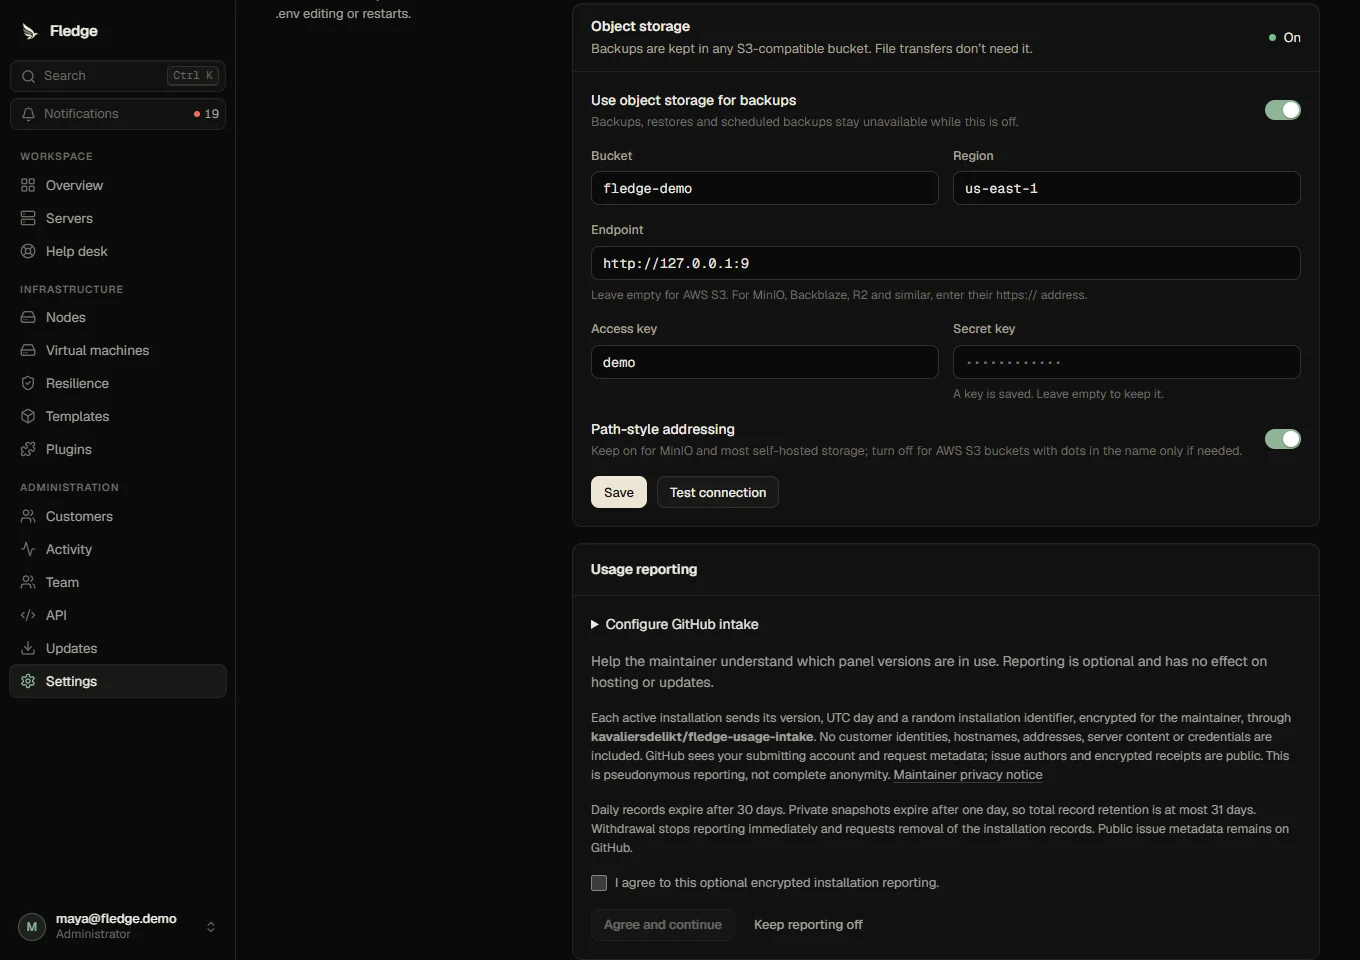 Fledge
Search
Ctrl K
Notifications
19
WORKSPACE
Overview
Servers
Help desk
INFRASTRUCTURE
Nodes
Virtual machines
Resilience
Templates
Plugins
ADMINISTRATION
Customers
Activity
Team
API
Updates
Settings
M
maya@fledge.demo
Administrator
.env editing or restarts.
Object storage
Backups are kept in any S3-compatible bucket. File transfers don’t need it.
On
Use object storage for backups
Backups, restores and scheduled backups stay unavailable while this is off.
Bucket
Region
fledge-demo
us-east-1
Endpoint
http://127.0.0.1:9
Leave empty for AWS S3. For MinIO, Backblaze, R2 and similar, enter their https:// address.
Access key
Secret key
demo
••••••••••••
A key is saved. Leave empty to keep it.
Path-style addressing
Keep on for MinIO and most self-hosted storage; turn off for AWS S3 buckets with dots in the name only if needed.
Save
Test connection
Usage reporting
Configure GitHub intake
Help the maintainer understand which panel versions are in use. Reporting is optional and has no effect on
hosting or updates.
Each active installation sends its version, UTC day and a random installation identifier, encrypted for the maintainer, through
kavaliersdelikt/fledge-usage-intake. No customer identities, hostnames, addresses, server content or credentials are
included. GitHub sees your submitting account and request metadata; issue authors and encrypted receipts are public. This
is pseudonymous reporting, not complete anonymity. Maintainer privacy notice
Daily records expire after 30 days. Private snapshots expire after one day, so total record retention is at most 31 days.
Withdrawal stops reporting immediately and requests removal of the installation records. Public issue metadata remains on
GitHub.
I agree to this optional encrypted installation reporting.
Agree and continue
Keep reporting off